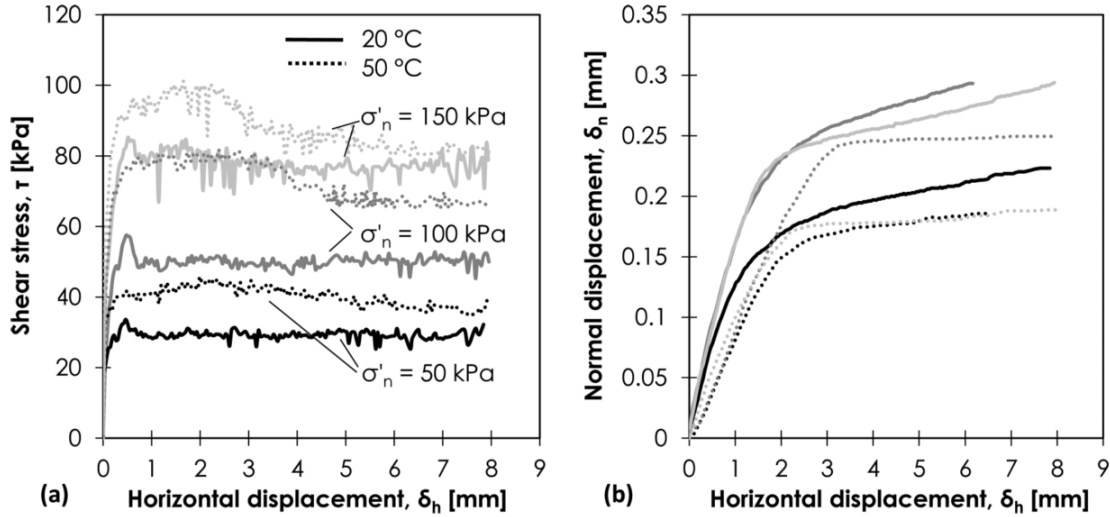 120
100
80
60
40
20
0
Shear stress, τ [kPa]
20 °C
50 °C
σ'n = 150 kPa
σ'n = 100 kPa
σ'n = 50 kPa
0 1 2 3 4 5 6 7 8 9
(a) Horizontal displacement, δh [mm]
0.35
0.3
0.25
0.2
0.15
0.1
0.05
0
Normal displacement, δn [mm]
0 1 2 3 4 5 6 7 8 9
(b) Horizontal displacement, δh [mm]